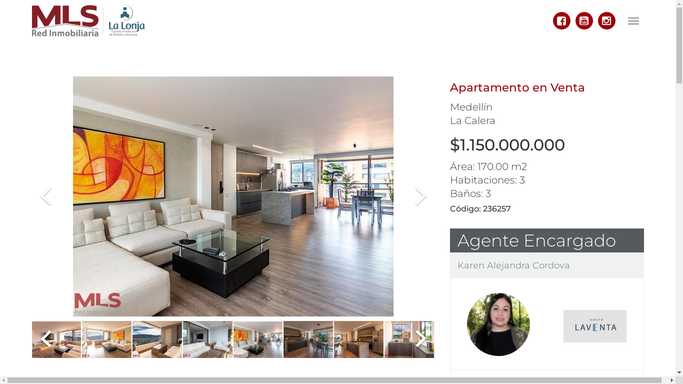 MLS
Red Inmobiliaria
La Lonja
Apartamento en Venta
Medellín
La Calera
$1.150.000.000
Área: 170.00 m2
Habitaciones: 3
Baños: 3
Código: 236257
MLS
Agente Encargado
Karen Alejandra Cordova
LAVENTA